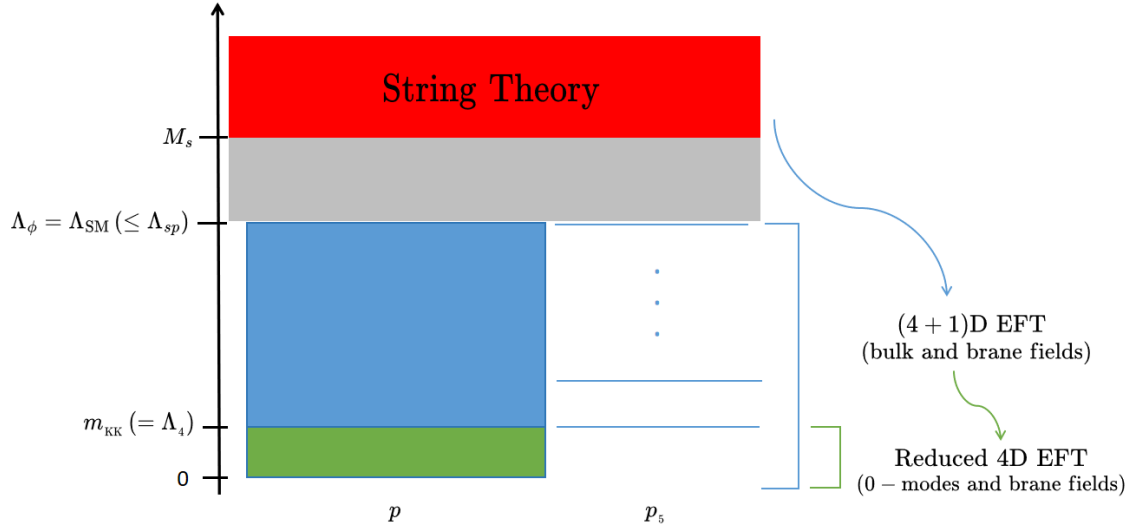 String Theory
M_s
Λ_ϕ = Λ_SM (≤ Λ_sp)
(4 + 1)D EFT
(bulk and brane fields)
m_KK (= Λ_4)
Reduced 4D EFT
(0 − modes and brane fields)
0
p p_5